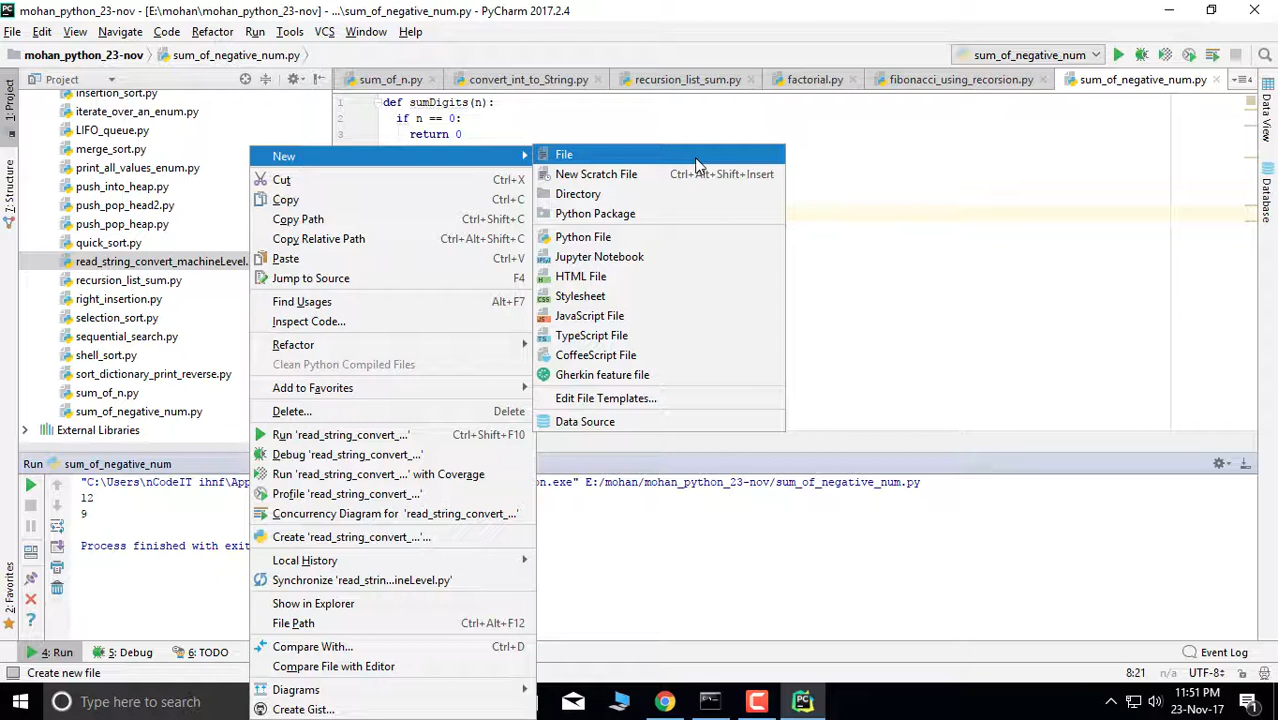 mohan_python_23-nov - [E:\mohan\mohan_python_23-nov] - ...\sum_of_negative_num.py - PyCharm 2017.2.4
File Edit View Navigate Code Refactor Run Tools VCS Window Help
mohan_python_23-nov sum_of_negative_num.py sum_of_negative_num
Project sum_of_n.py convert_int_to_String.py recursion_list_sum.py factorial.py fibonacci_using_recorsion.py sum_of_negative_num.py 4
1: Project
7: Structure
2: Favorites
Data View
Database
insertion_sort.py
iterate_over_an_enum.py
LIFO_queue.py
merge_sort.py
print_all_values_enum.py
push_into_heap.py
push_pop_head2.py
push_pop_heap.py
quick_sort.py
read_string_convert_machineLevel.
recursion_list_sum.py
right_insertion.py
selection_sort.py
sequential_search.py
shell_sort.py
sort_dictionary_print_reverse.py
sum_of_n.py
sum_of_negative_num.py
External Libraries
1 def sumDigits(n):
2 if n == 0:
3 return 0
New
Cut Ctrl+X
Copy Ctrl+C
Copy Path Ctrl+Shift+C
Copy Relative Path Ctrl+Alt+Shift+C
Paste Ctrl+V
Jump to Source F4
Find Usages Alt+F7
Inspect Code...
Refactor
Clean Python Compiled Files
Add to Favorites
Delete... Delete
Run 'read_string_convert_...' Ctrl+Shift+F10
Debug 'read_string_convert_...'
Run 'read_string_convert_...' with Coverage
Profile 'read_string_convert_...'
Concurrency Diagram for 'read_string_convert_...'
Create 'read_string_convert_...'...
Local History
Synchronize 'read_strin...ineLevel.py'
Show in Explorer
File Path Ctrl+Alt+F12
Compare With... Ctrl+D
Compare File with Editor
Diagrams
Create Gist...
File
New Scratch File Ctrl+Alt+Shift+Insert
Directory
Python Package
Python File
Jupyter Notebook
HTML File
Stylesheet
JavaScript File
TypeScript File
CoffeeScript File
Gherkin feature file
Edit File Templates...
Data Source
Run sum_of_negative_num
"C:\Users\nCodeIT ihnf\App on.exe" E:/mohan/mohan_python_23-nov/sum_of_negative_num.py
12
9
Process finished with exit
4: Run 5: Debug 6: TODO Event Log
Create new file 8:21 n/a UTF-8
Type here to search
11:51 PM
23-Nov-17
1